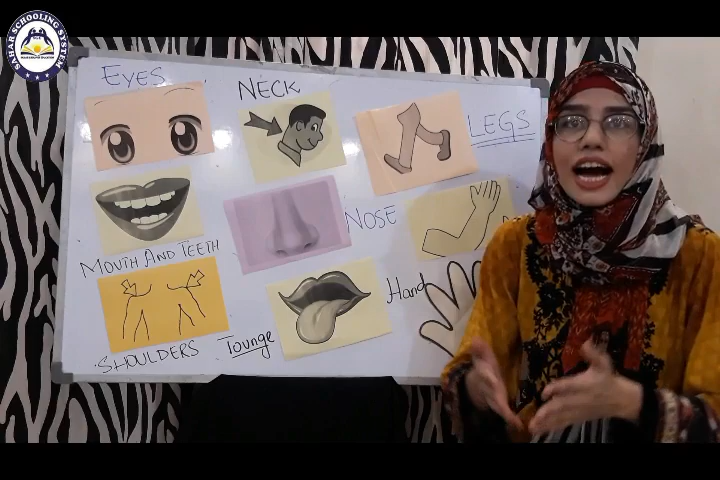 SAHAR SCHOOLING SYSTEM
EYES
NECK
LEGS
NOSE
MOUTH AND TEETH
Hand
SHOULDERS
Tounge